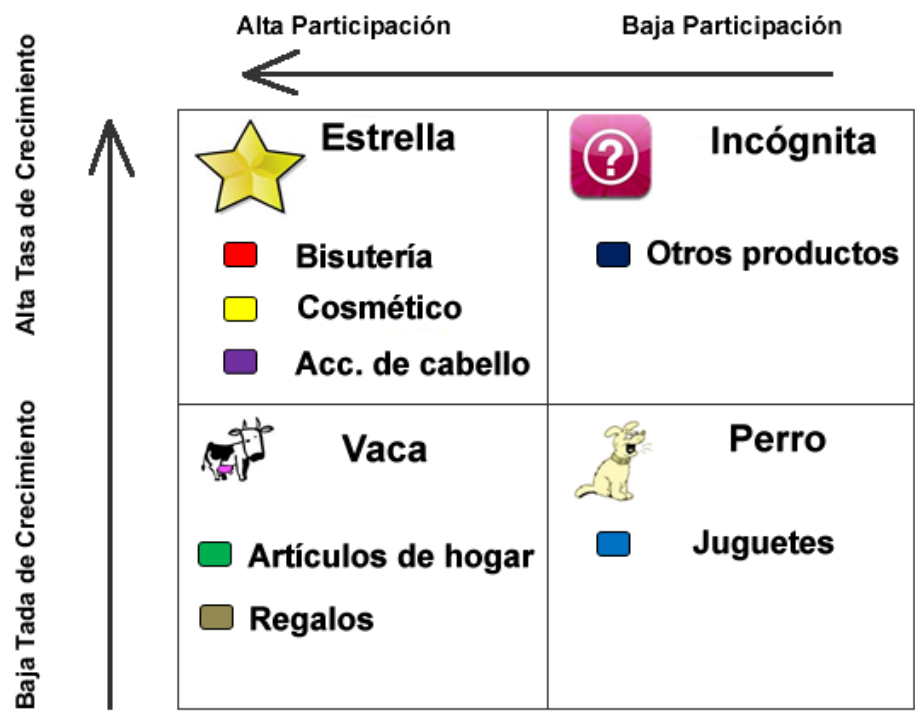 Alta Participación
Baja Participación
Alta Tasa de Crecimiento
Estrella
Incógnita
?
Bisutería
Otros productos
Cosmético
Acc. de cabello
Baja Tada de Crecimiento
Vaca
Perro
Artículos de hogar
Juguetes
Regalos